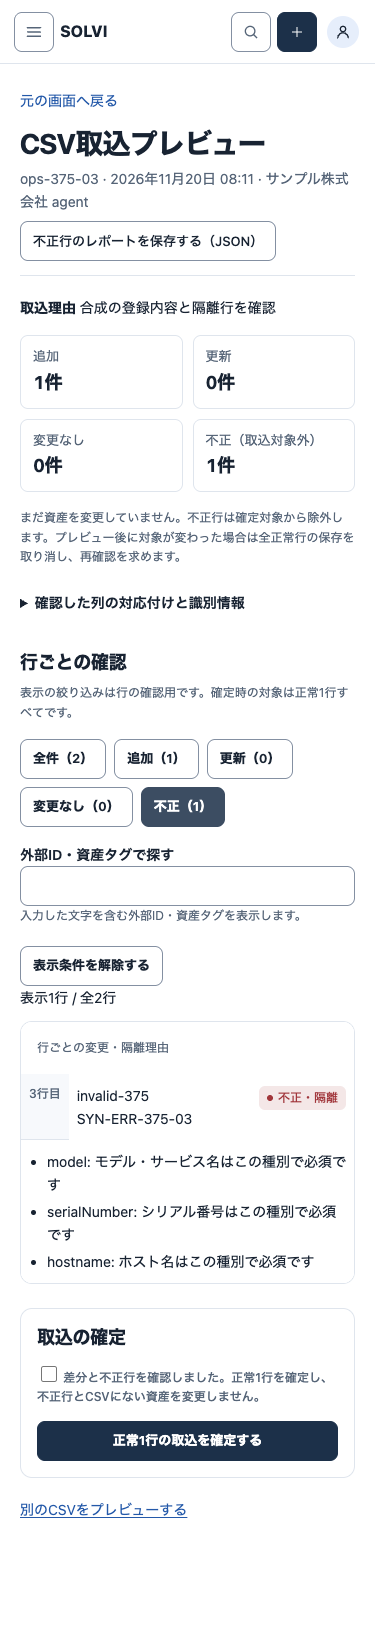 SOLVI
元の画面へ戻る
CSV取込プレビュー
ops-375-03 · 2026年11月20日 08:11 · サンプル株式
会社 agent
不正行のレポートを保存する（JSON）
取込理由 合成の登録内容と隔離行を確認
追加
1件
更新
0件
変更なし
0件
不正（取込対象外）
1件
まだ資産を変更していません。不正行は確定対象から除外し
ます。プレビュー後に対象が変わった場合は全正常行の保存を
取り消し、再確認を求めます。
▶ 確認した列の対応付けと識別情報
行ごとの確認
表示の絞り込みは行の確認用です。確定時の対象は正常1行す
べてです。
全件（2） 追加（1） 更新（0）
変更なし（0） 不正（1）
外部ID・資産タグで探す
入力した文字を含む外部ID・資産タグを表示します。
表示条件を解除する
表示1行 / 全2行
行ごとの変更・隔離理由
3行目 invalid-375 不正・隔離
SYN-ERR-375-03
• model: モデル・サービス名はこの種別で必須で
す
• serialNumber: シリアル番号はこの種別で必須
です
• hostname: ホスト名はこの種別で必須です
取込の確定
差分と不正行を確認しました。正常1行を確定し、
不正行とCSVにない資産を変更しません。
正常1行の取込を確定する
別のCSVをプレビューする